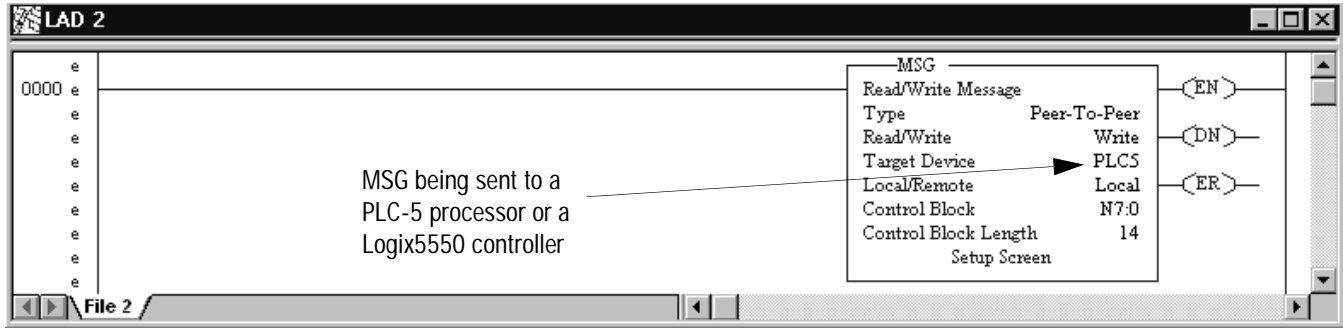 LAD 2
e
0000 e
e
e
e
e
e
e
e
e
MSG
Read/Write Message
Type Peer-To-Peer
Read/Write Write
Target Device PLC5
Local/Remote Local
Control Block N7:0
Control Block Length 14
Setup Screen
EN
DN
ER
MSG being sent to a
PLC-5 processor or a
Logix5550 controller
File 2